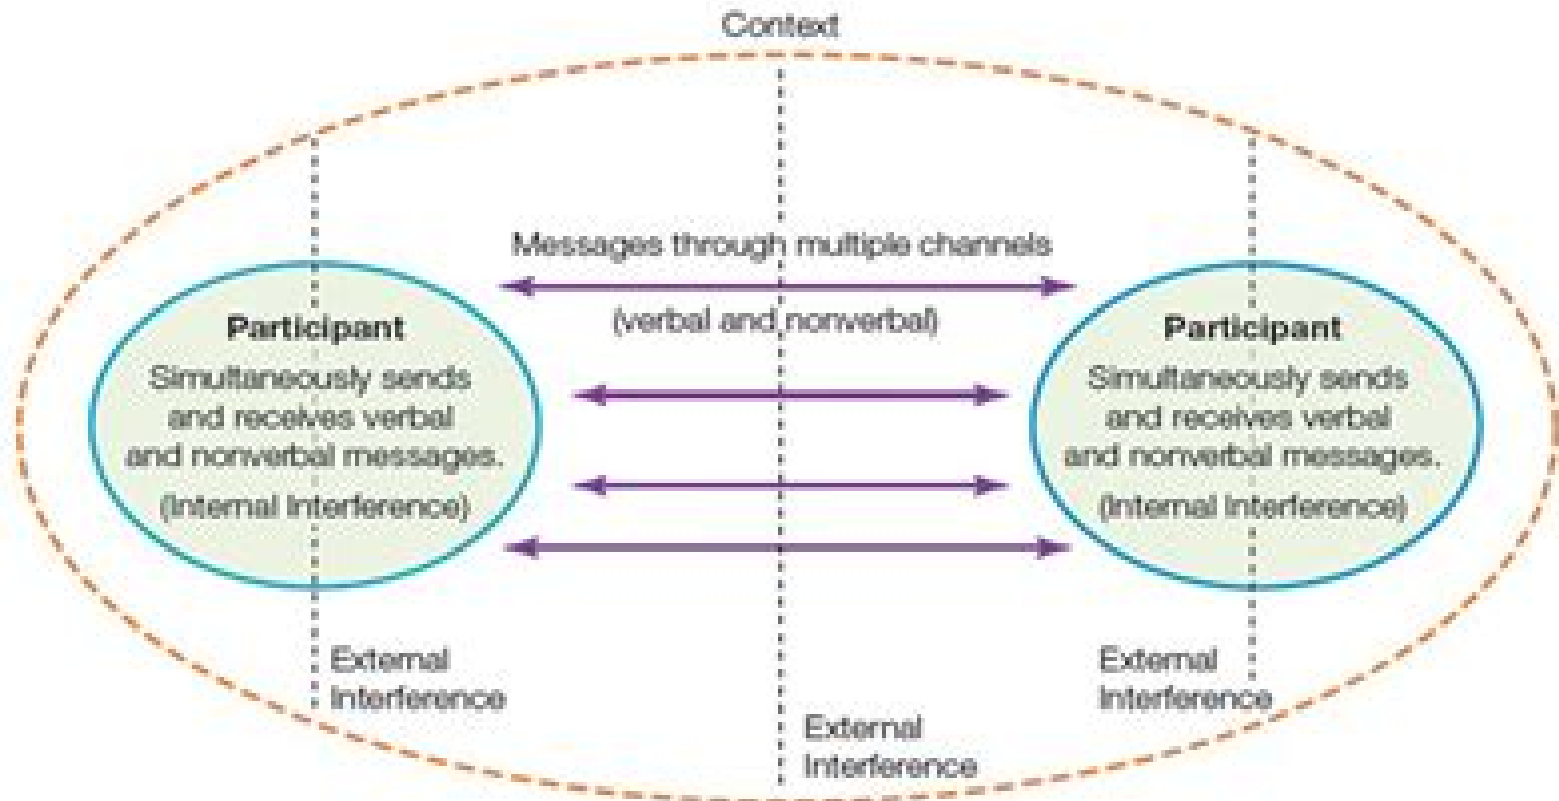 Context
Messages through multiple channels
(verbal and nonverbal)
Participant
Simultaneously sends
and receives verbal
and nonverbal messages.
(Internal Interference)
Participant
Simultaneously sends
and receives verbal
and nonverbal messages.
(Internal Interference)
External
Interference
External
Interference
External
Interference